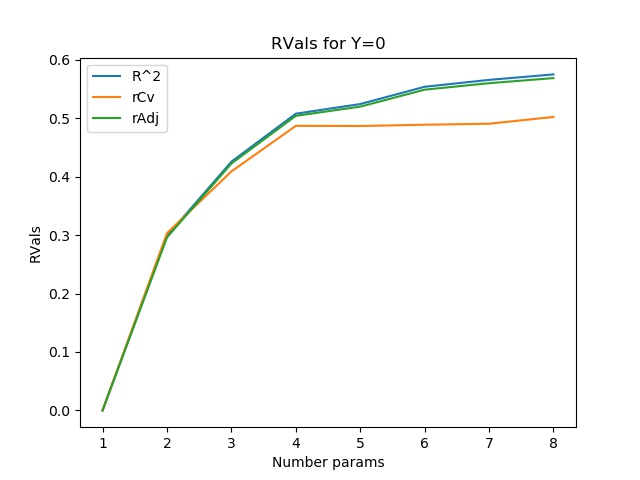 RVals for Y=0
R^2
rCv
rAdj
RVals
0.6
0.5
0.4
0.3
0.2
0.1
0.0
1 2 3 4 5 6 7 8
Number params